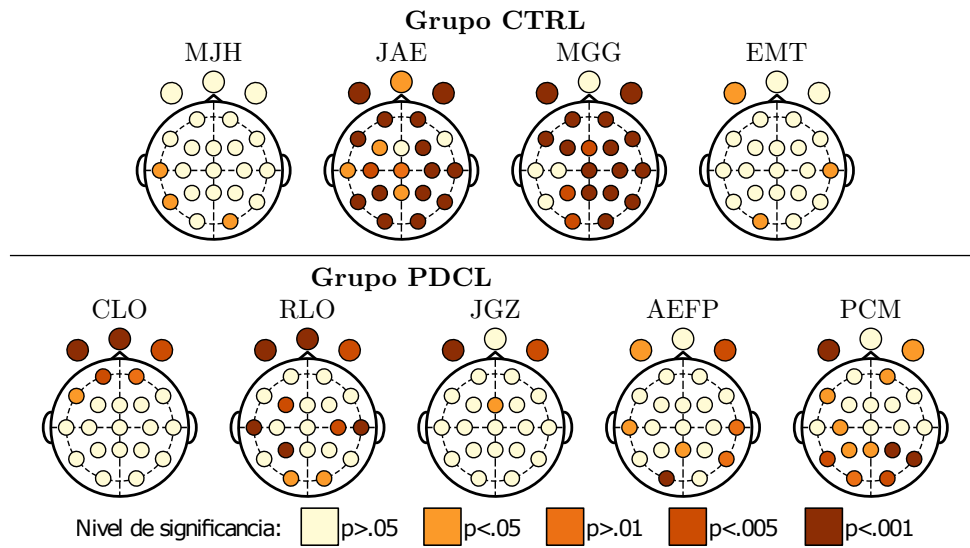 Grupo CTRL
MJH JAE MGG EMT
Grupo PDCL
CLO RLO JGZ AEFP PCM
Nivel de significancia: p>.05 p<.05 p>.01 p<.005 p<.001